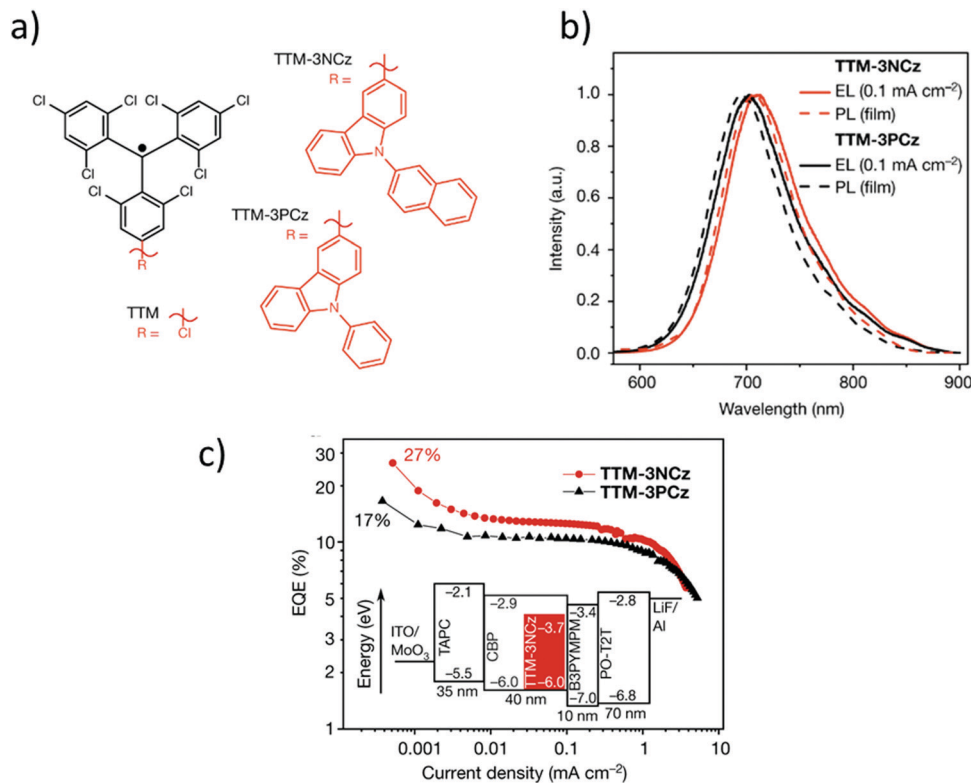 a)
TTM-3NCz
R =
Cl
Cl
Cl
Cl
Cl
Cl
Cl
Cl
N
TTM-3PCz
R =
R
N
TTM
R =
Cl
b)
TTM-3NCz
EL (0.1 mA cm⁻²)
PL (film)
TTM-3PCz
EL (0.1 mA cm⁻²)
PL (film)
Intensity (a.u.)
1.0
0.8
0.6
0.4
0.2
0.0
600 700 800 900
Wavelength (nm)
c)
EQE (%)
30
20
10
5
2
1
27%
17%
TTM-3NCz
TTM-3PCz
Energy (eV)
ITO/
MoO₃
−2.1
TAPC
−5.5
35 nm
−2.9
CBP
−6.0
40 nm
−3.7
TTM-3NCz
−6.0
−3.4
B3PYMPM
−7.0
10 nm
−2.8
PO-T2T
−6.8
70 nm
LiF/
Al
0.001 0.01 0.1 1 10
Current density (mA cm⁻²)